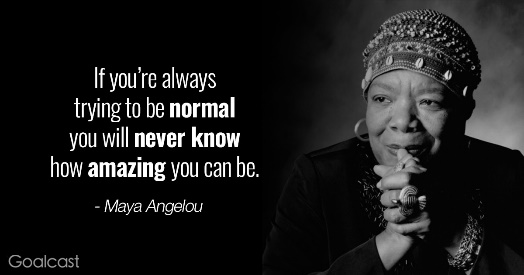 If you're always
trying to be normal
you will never know
how amazing you can be.
- Maya Angelou
Goalcast